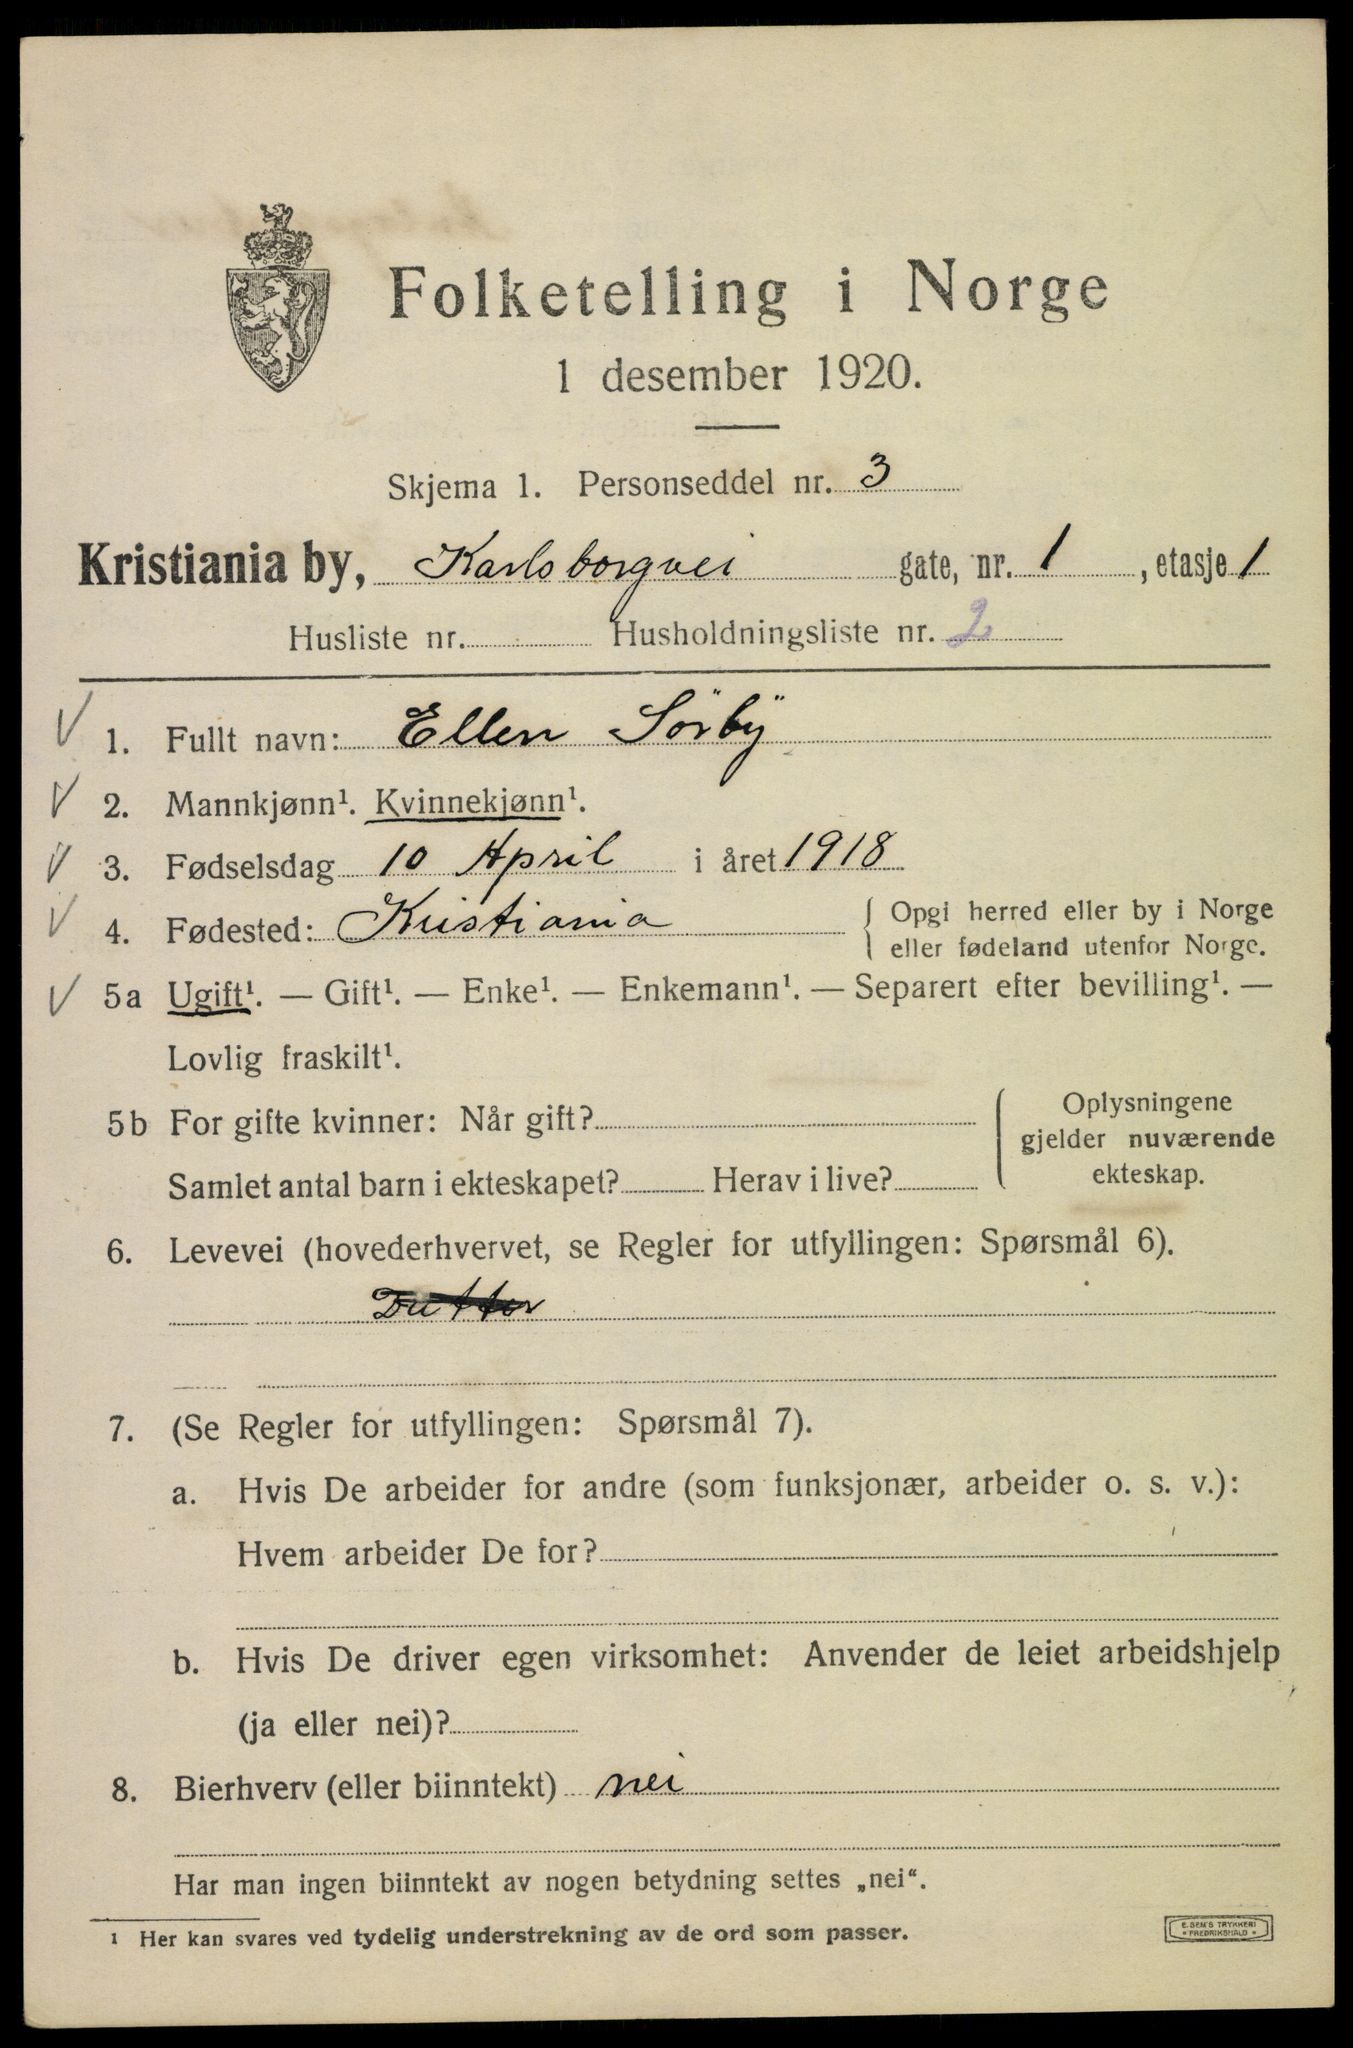 Folketelling i Norge
1 desember 1920.
Skjema 1. Personseddel nr. 3
Kristiania by, Karlsborgvei gate, nr. 1, etasje 1
Husliste nr. Husholdningsliste nr. 2
1. Fullt navn: Ellen Sörbÿ
2. Mannkjønn¹. Kvinnekjønn¹.
3. Fødselsdag 10 April i året 1918
4. Fødested: Kristiania { Opgi herred eller by i Norge
eller fødeland utenfor Norge.
5a Ugift¹. — Gift¹. — Enke¹. — Enkemann¹. — Separert efter bevilling¹. —
Lovlig fraskilt¹.
5b For gifte kvinner: Når gift?
Samlet antal barn i ekteskapet? Herav i live?
Oplysningene
gjelder nuværende
ekteskap.
6. Levevei (hovederhvervet, se Regler for utfyllingen: Spørsmål 6).
Dutter
7. (Se Regler for utfyllingen: Spørsmål 7).
a. Hvis De arbeider for andre (som funksjonær, arbeider o. s. v.):
Hvem arbeider De for?
b. Hvis De driver egen virksomhet: Anvender de leiet arbeidshjelp
(ja eller nei)?
8. Bierhverv (eller biinntekt) nei
Har man ingen biinntekt av nogen betydning settes „nei“.
1 Her kan svares ved tydelig understrekning av de ord som passer.
E. SEM'S TRYKKERI
* FREDRIKSHALD *